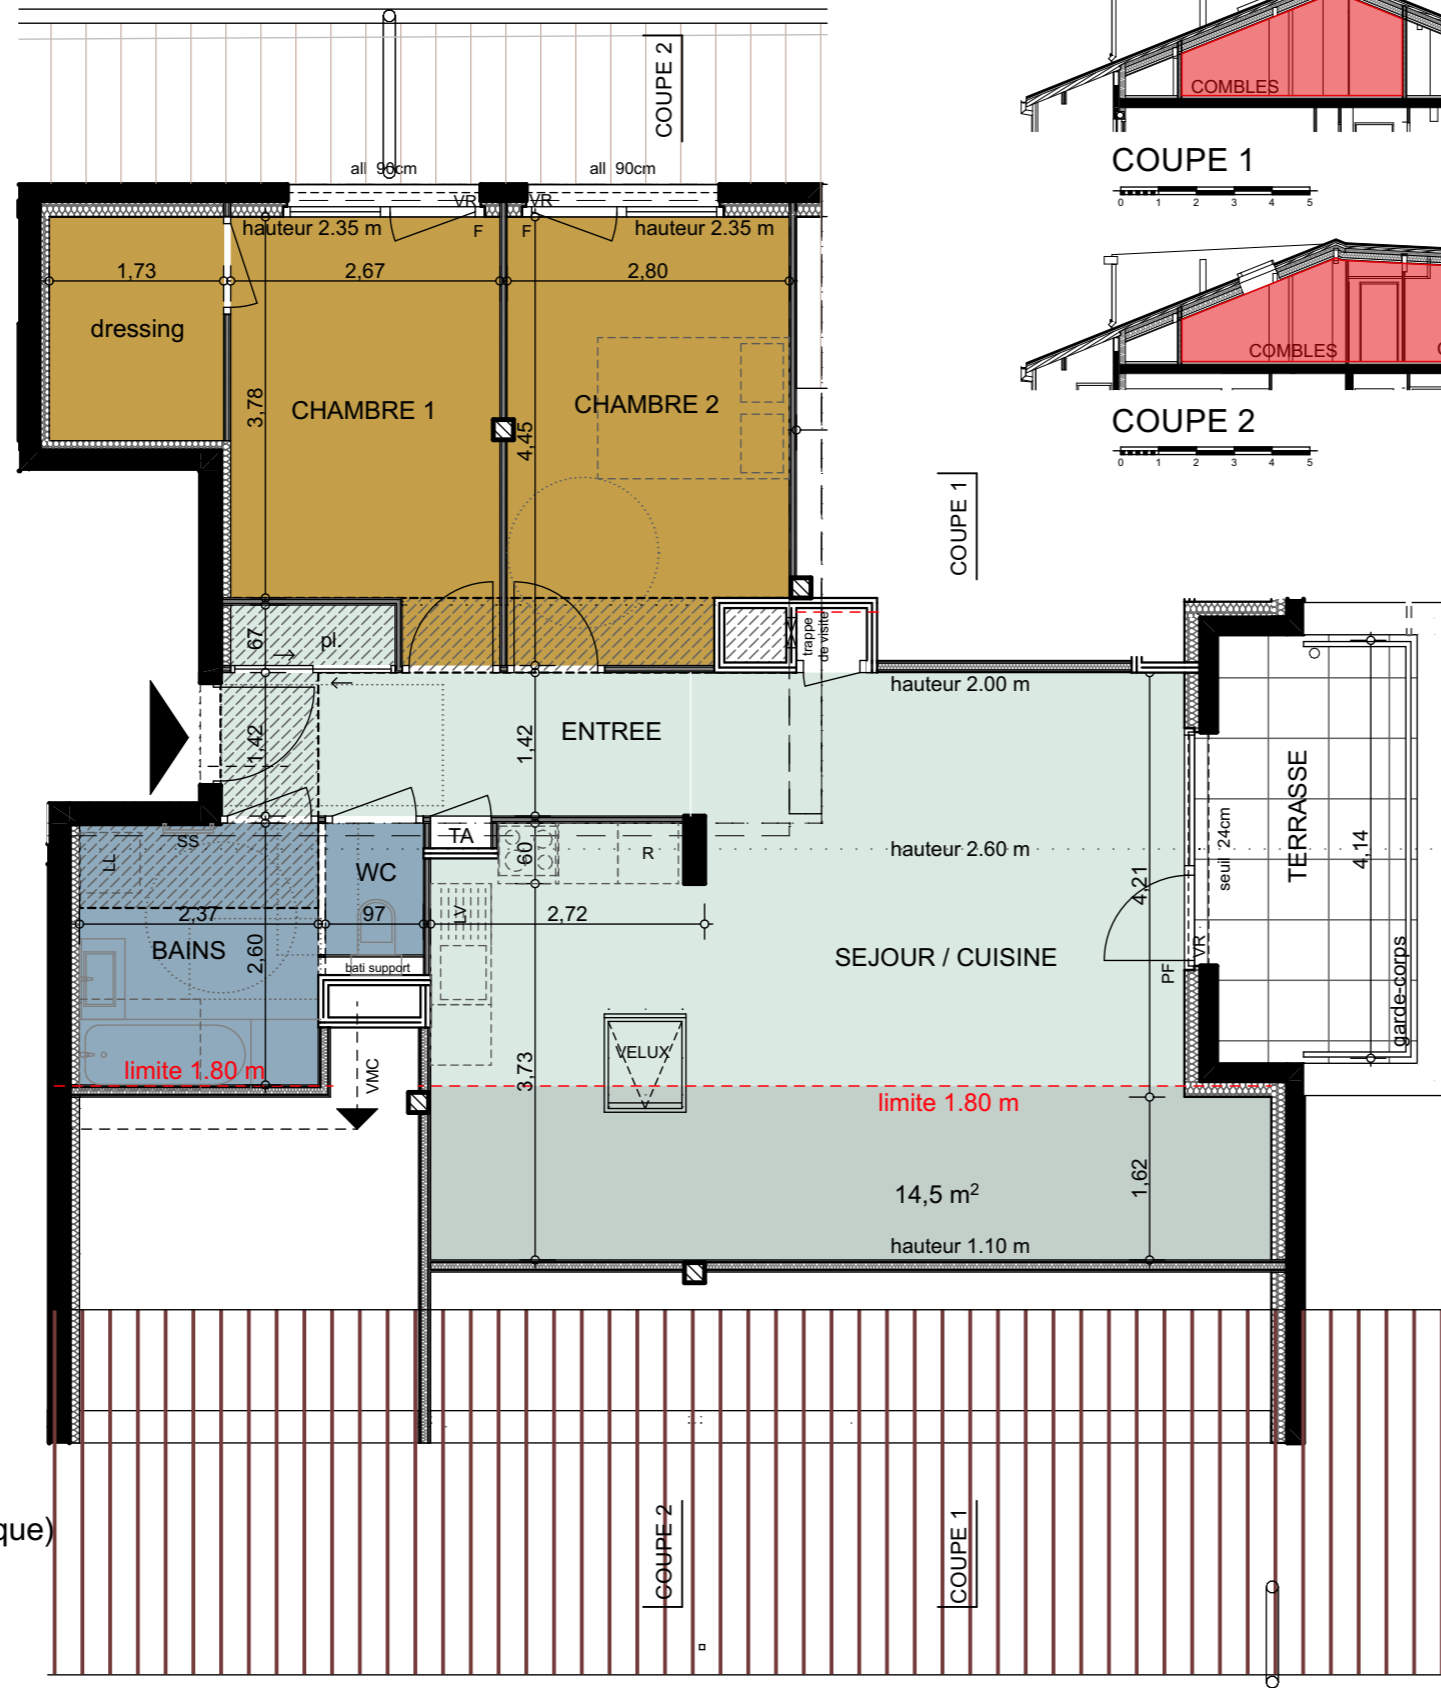 COUPE 2
COMBLES
COUPE 1
0 1 2 3 4 5
all 90cm
all 90cm
VR
VR
hauteur 2.35 m
F
F
hauteur 2.35 m
1,73
2,67
2,80
dressing
COMBLES
COUPE 2
0 1 2 3 4 5
3,78
CHAMBRE 1
4,45
CHAMBRE 2
COUPE 1
67
pl.
trappe
de visite
hauteur 2.00 m
1,42
1,42
ENTREE
TERRASSE
4,14
seuil 24cm
SS
LL
WC
TA
60
R
hauteur 2.60 m
4,21
2,37
97
LV
2,72
BAINS
2,60
bati support
SEJOUR / CUISINE
PF
VR
garde-corps
VELUX
limite 1.80 m
VMC
3,73
limite 1.80 m
1,62
14,5 m²
hauteur 1.10 m
que)
COUPE 2
COUPE 1